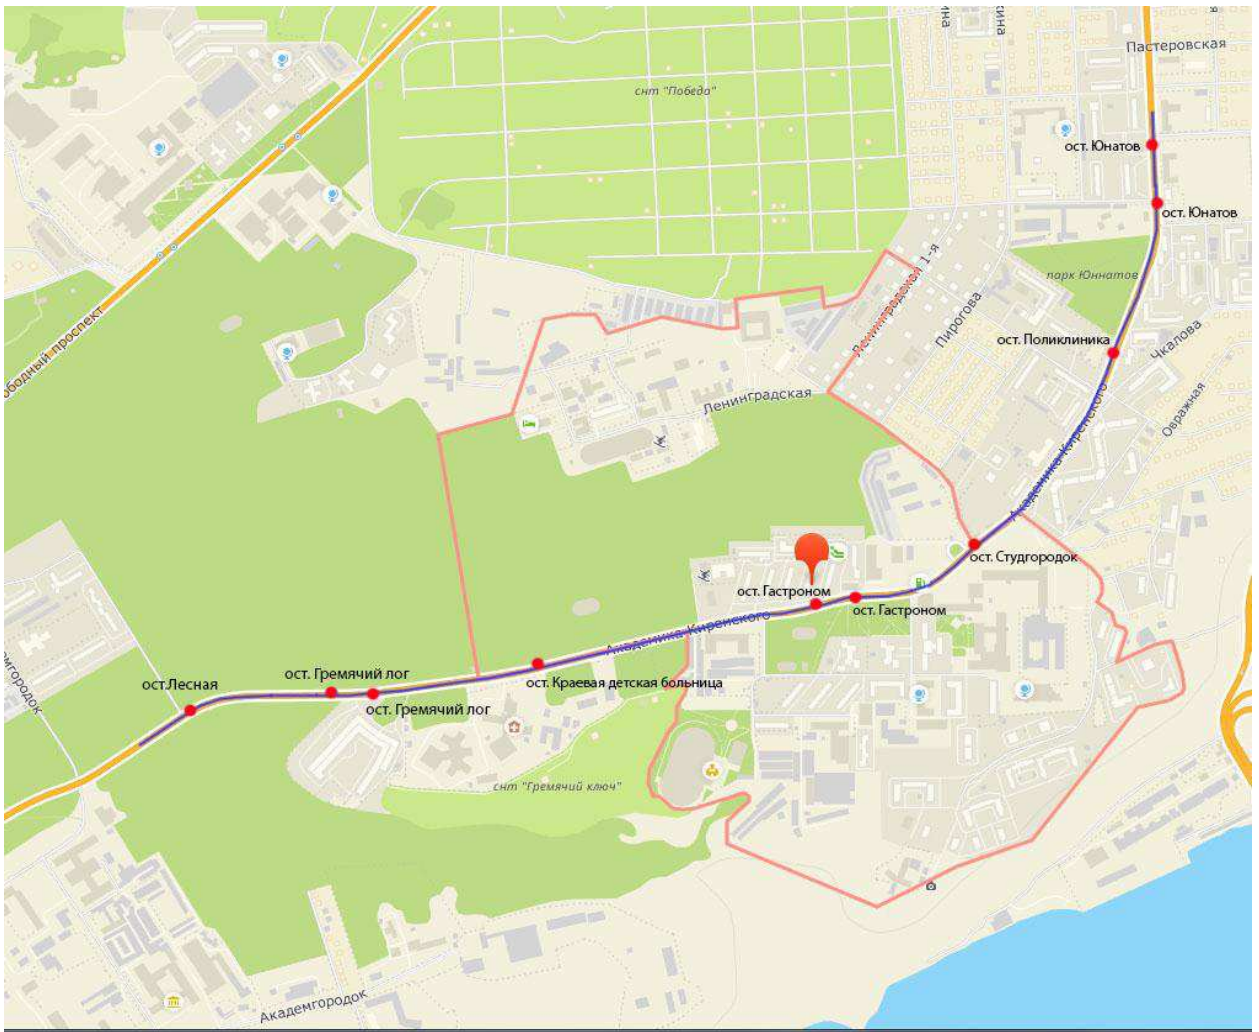 кина
Пастеровская
снт "Победа"
ост. Юнатов
ост. Юнатов
Ленинградская 1-я
парк Юннатов
Пирогова
ободный проспект
ост. Поликлиника
Чкалова
Ленинградская
Овражная
Академика Киренского
ост. Студгородок
ост. Гастроном
ост. Гастроном
Академика Киренского
ост. Гремячий лог
ост. Краевая детская больница
ост.Лесная
ост. Гремячий лог
емгородок
снт "Гремячий ключ"
Академгородок